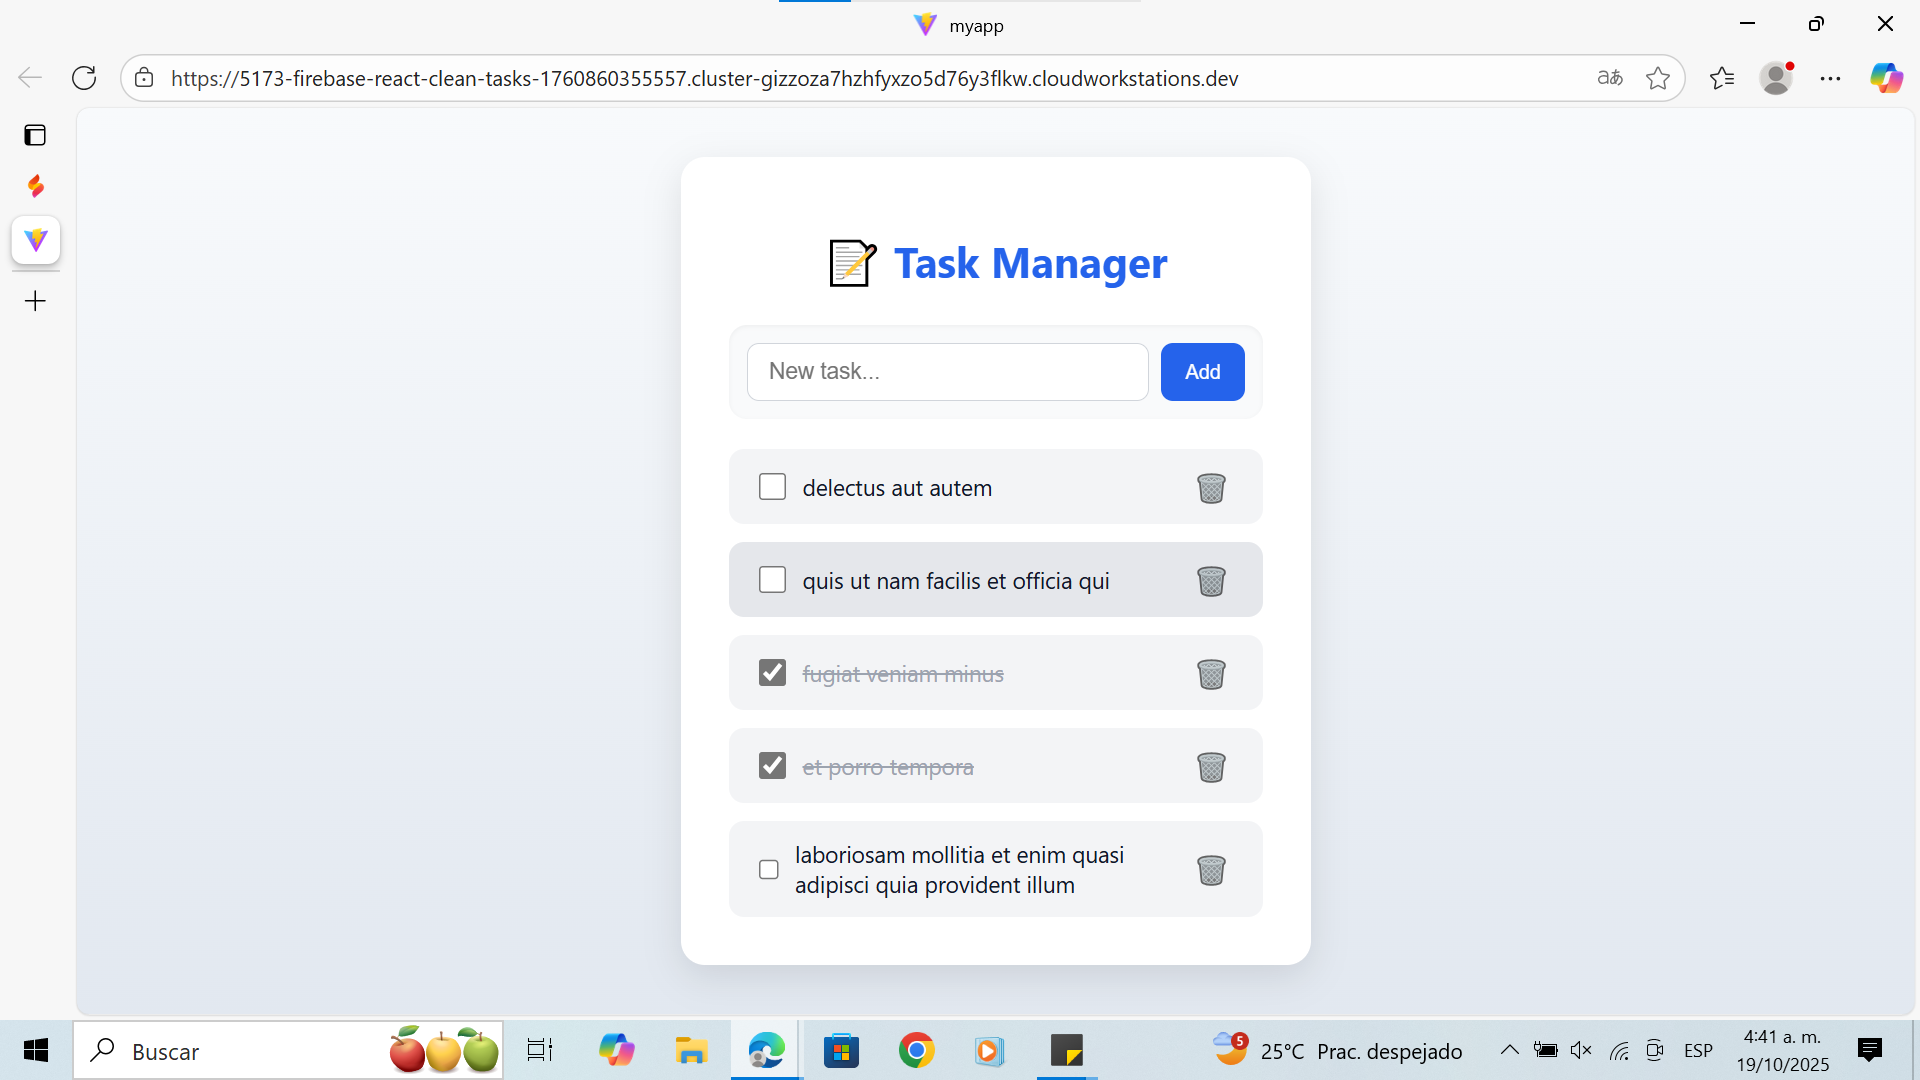 myapp
https://5173-firebase-react-clean-tasks-1760860355557.cluster-gizzoza7hzhfyxzo5d76y3flkw.cloudworkstations.dev
aあ
Task Manager
New task...
Add
delectus aut autem
quis ut nam facilis et officia qui
fugiat veniam minus
et porro tempora
laboriosam mollitia et enim quasi
adipisci quia provident illum
Buscar
5
25°C Prac. despejado
ESP
4:41 a. m.
19/10/2025